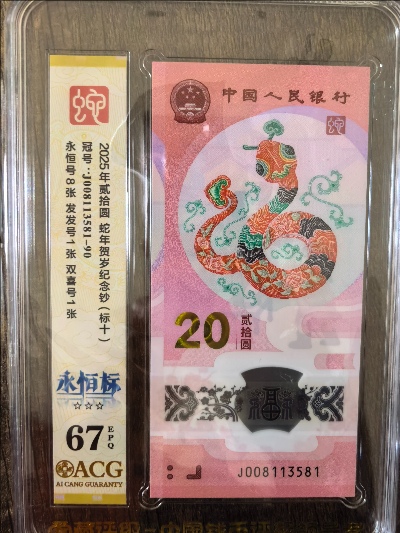 2025年贰拾圆 蛇年贺岁纪念钞(标十)
冠号:J008113581-90
永恒号8张 发发号1张 双喜号1张
永恒标
67 EPQ
ACG
AI CANG GUARANTY
中国人民银行
20
贰拾圆
J008113581